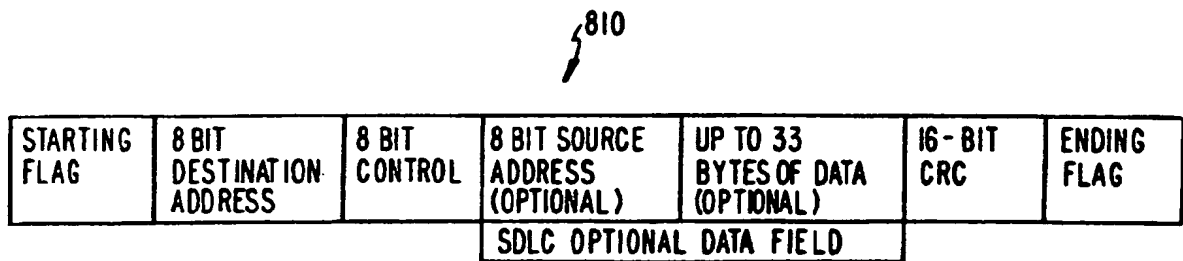 810
STARTING FLAG
8 BIT DESTINATION ADDRESS
8 BIT CONTROL
8 BIT SOURCE ADDRESS (OPTIONAL)
UP TO 33 BYTES OF DATA (OPTIONAL)
16-BIT CRC
ENDING FLAG
SDLC OPTIONAL DATA FIELD